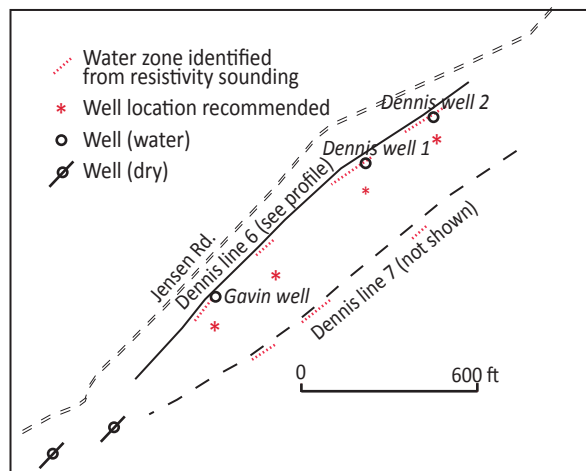 Water zone identified
from resistivity sounding
Well location recommended
Well (water)
Well (dry)
Dennis well 2
Dennis well 1
Jensen Rd.
Dennis line 6 (see profile)
Gavin well
Dennis line 7 (not shown)
0
600 ft